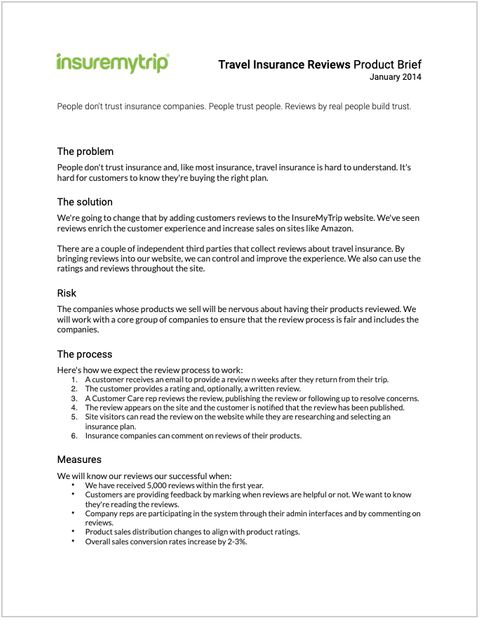 insuremytrip®
Travel Insurance Reviews Product Brief
January 2014
People don't trust insurance companies. People trust people. Reviews by real people build trust.
The problem
People don't trust insurance and, like most insurance, travel insurance is hard to understand. It's
hard for customers to know they're buying the right plan.
The solution
We're going to change that by adding customers reviews to the InsureMyTrip website. We've seen
reviews enrich the customer experience and increase sales on sites like Amazon.
There are a couple of independent third parties that collect reviews about travel insurance. By
bringing reviews into our website, we can control and improve the experience. We also can use the
ratings and reviews throughout the site.
Risk
The companies whose products we sell will be nervous about having their products reviewed. We
will work with a core group of companies to ensure that the review process is fair and includes the
companies.
The process
Here's how we expect the review process to work:
1. A customer receives an email to provide a review n weeks after they return from their trip.
2. The customer provides a rating and, optionally, a written review.
3. A Customer Care rep reviews the review, publishing the review or following up to resolve concerns.
4. The review appears on the site and the customer is notified that the review has been published.
5. Site visitors can read the review on the website while they are researching and selecting an
insurance plan.
6. Insurance companies can comment on reviews of their products.
Measures
We will know our reviews our successful when:
• We have received 5,000 reviews within the first year.
• Customers are providing feedback by marking when reviews are helpful or not. We want to know
they're reading the reviews.
• Company reps are participating in the system through their admin interfaces and by commenting on
reviews.
• Product sales distribution changes to align with product ratings.
• Overall sales conversion rates increase by 2-3%.